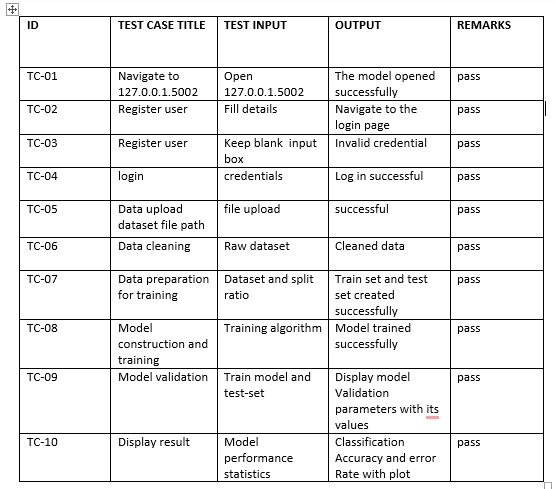 ID TEST CASE TITLE TEST INPUT OUTPUT REMARKS
TC-01 Navigate to Open The model opened pass
127.0.0.1.5002 127.0.0.1.5002 successfully
TC-02 Register user Fill details Navigate to the pass
login page
TC-03 Register user Keep blank input Invalid credential pass
box
TC-04 login credentials Log in successful pass
TC-05 Data upload file upload successful pass
dataset file path
TC-06 Data cleaning Raw dataset Cleaned data pass
TC-07 Data preparation Dataset and split Train set and test pass
for training ratio set created
successfully
TC-08 Model Training algorithm Model trained pass
construction and successfully
training
TC-09 Model validation Train model and Display model pass
test-set Validation
parameters with its
values
TC-10 Display result Model Classification pass
performance Accuracy and error
statistics Rate with plot